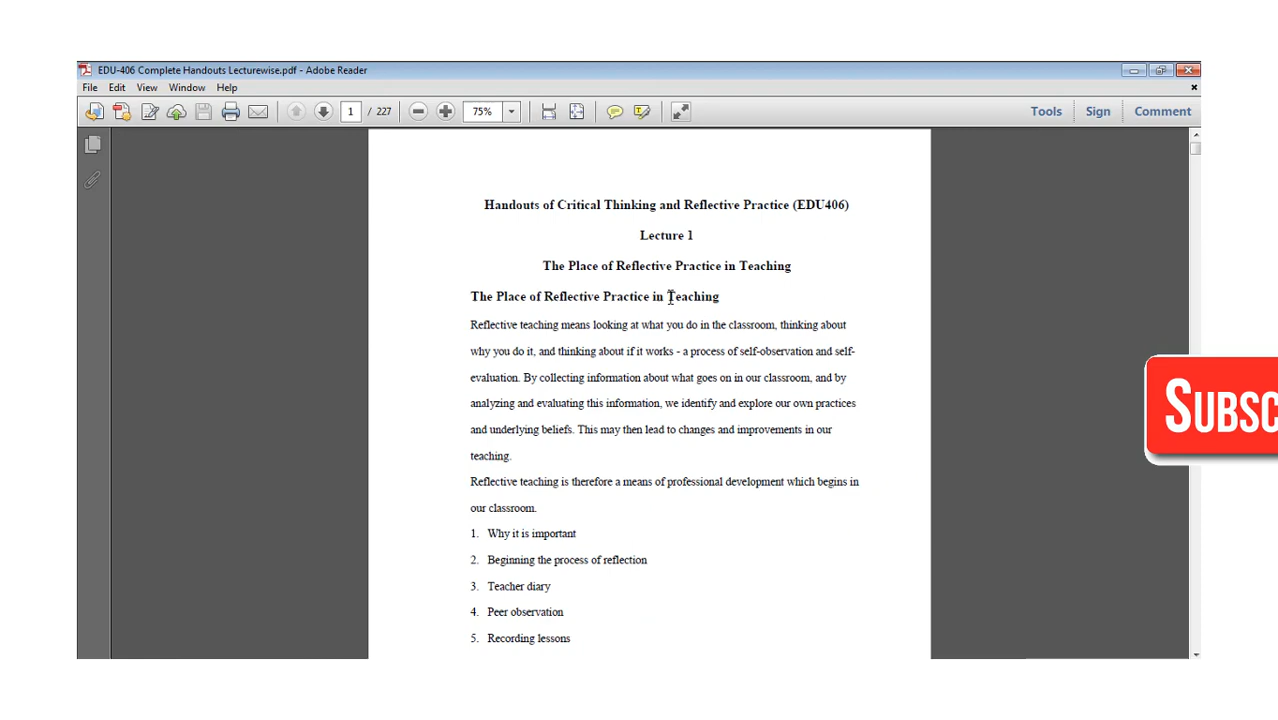 EDU-406 Complete Handouts Lecturewise.pdf - Adobe Reader
File Edit View Window Help
1 / 227 75% Tools Sign Comment
Handouts of Critical Thinking and Reflective Practice (EDU406)
Lecture 1
The Place of Reflective Practice in Teaching
The Place of Reflective Practice in Teaching
Reflective teaching means looking at what you do in the classroom, thinking about
why you do it, and thinking about if it works - a process of self-observation and self-
evaluation. By collecting information about what goes on in our classroom, and by
analyzing and evaluating this information, we identify and explore our own practices
and underlying beliefs. This may then lead to changes and improvements in our
teaching.
Reflective teaching is therefore a means of professional development which begins in
our classroom.
1. Why it is important
2. Beginning the process of reflection
3. Teacher diary
4. Peer observation
5. Recording lessons
SUBSC